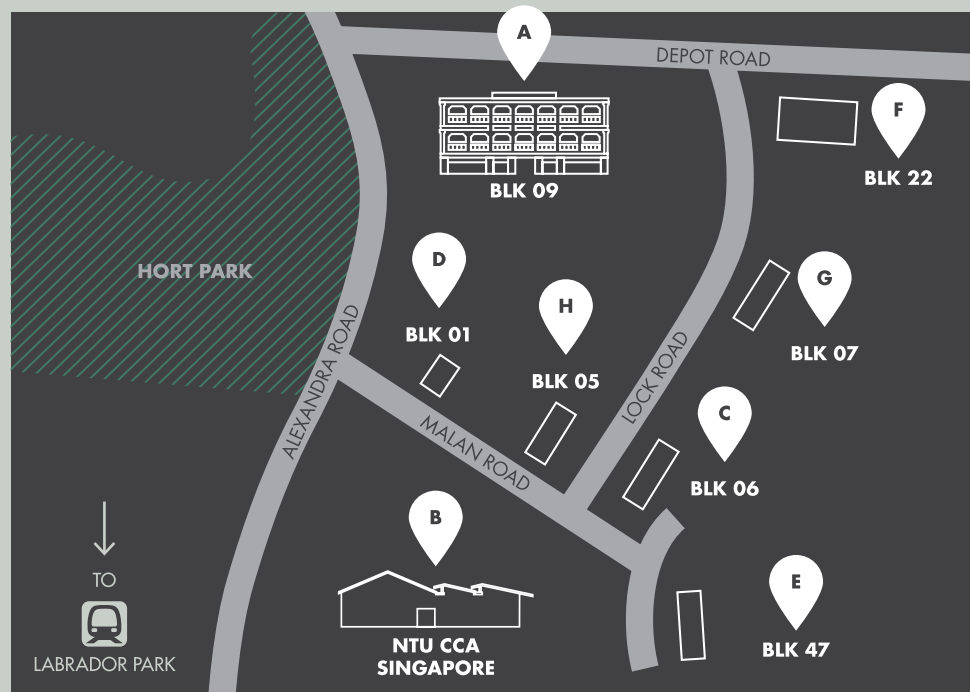 A
DEPOT ROAD
F
BLK 22
BLK 09
HORT PARK
D
BLK 01
H
BLK 05
G
BLK 07
ALEXANDRA ROAD
LOCK ROAD
MALAN ROAD
C
BLK 06
B
NTU CCA
SINGAPORE
E
BLK 47
TO
LABRADOR PARK